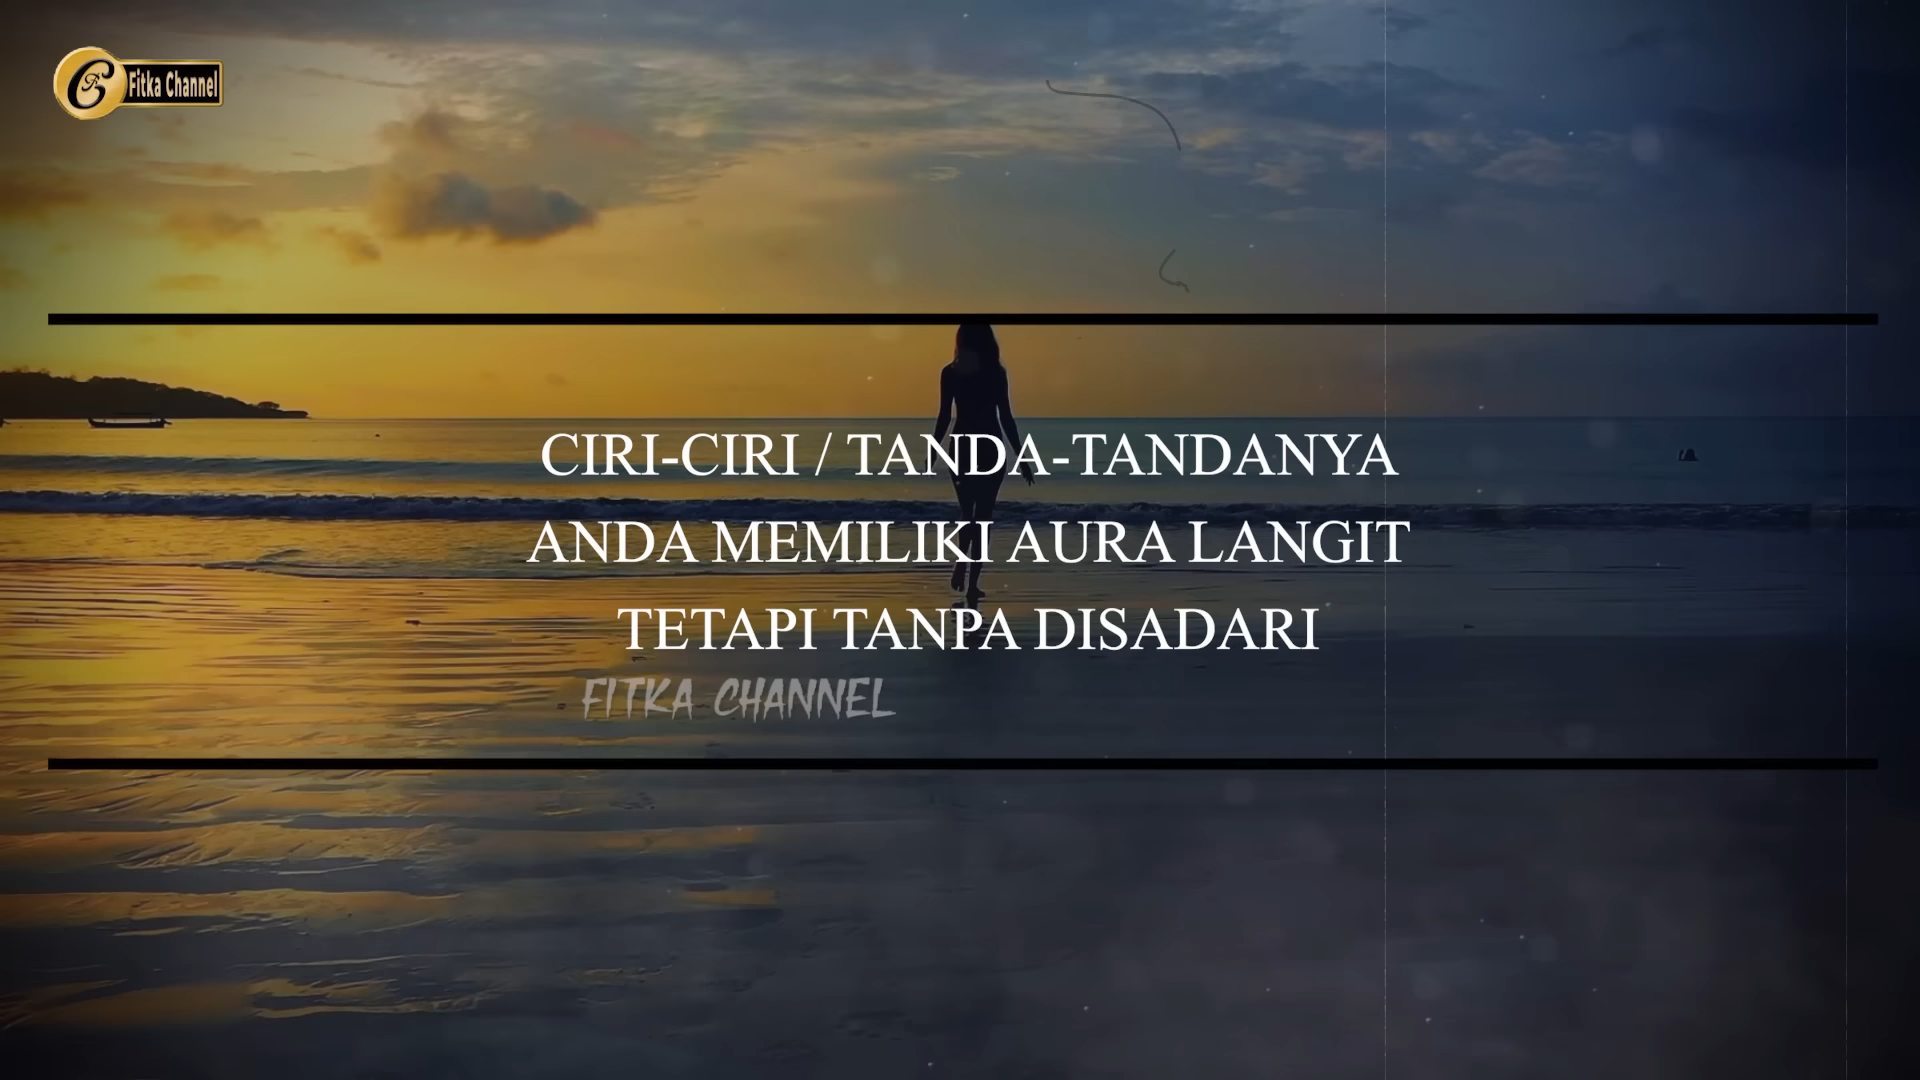 Fitka Channel
CIRI-CIRI / TANDA-TANDANYA
ANDA MEMILIKI AURA LANGIT
TETAPI TANPA DISADARI
FITKA CHANNEL